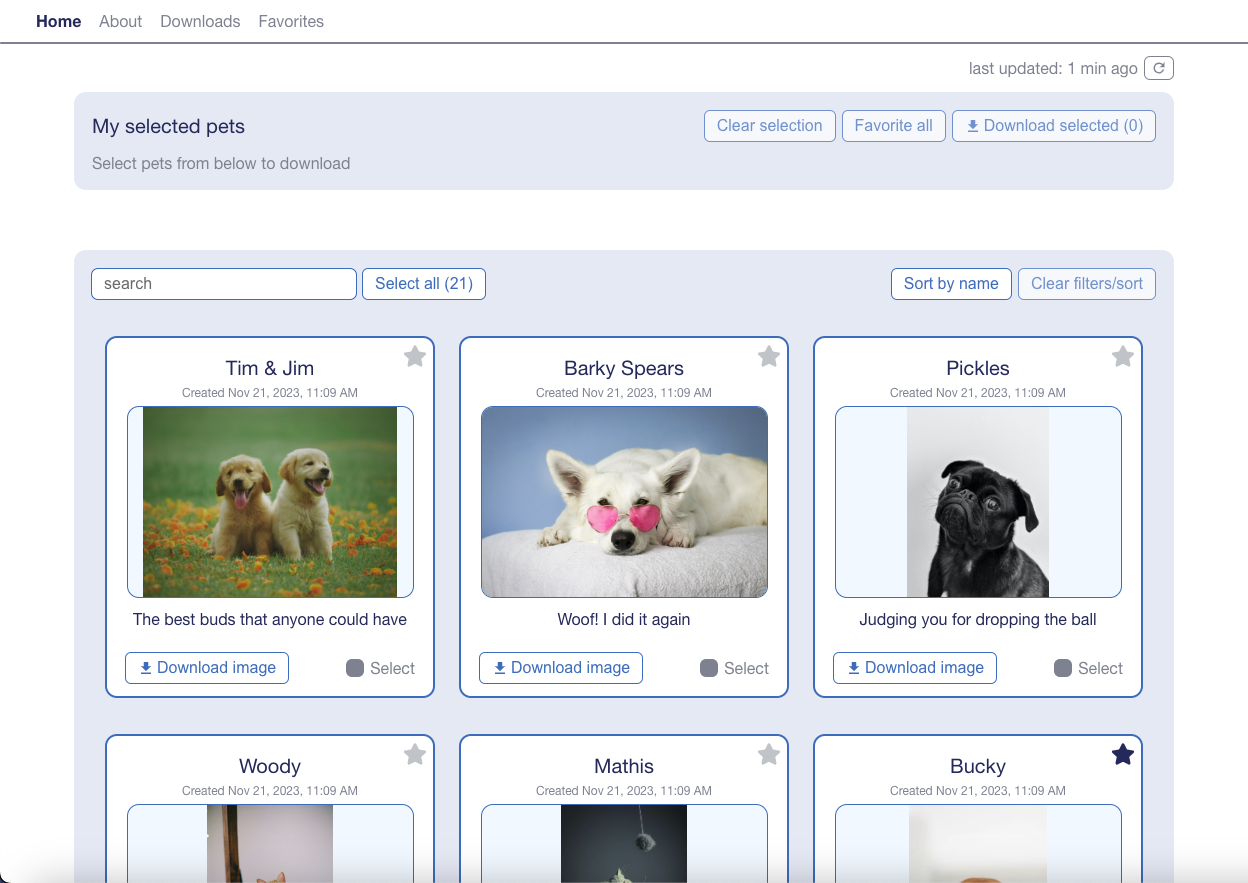 Home About Downloads Favorites
last updated: 1 min ago
My selected pets
Clear selection Favorite all Download selected (0)
Select pets from below to download
search Select all (21) Sort by name Clear filters/sort
Tim & Jim Barky Spears Pickles
Created Nov 21, 2023, 11:09 AM Created Nov 21, 2023, 11:09 AM Created Nov 21, 2023, 11:09 AM
The best buds that anyone could have Woof! I did it again Judging you for dropping the ball
Download image Select Download image Select Download image Select
Woody Mathis Bucky
Created Nov 21, 2023, 11:09 AM Created Nov 21, 2023, 11:09 AM Created Nov 21, 2023, 11:09 AM